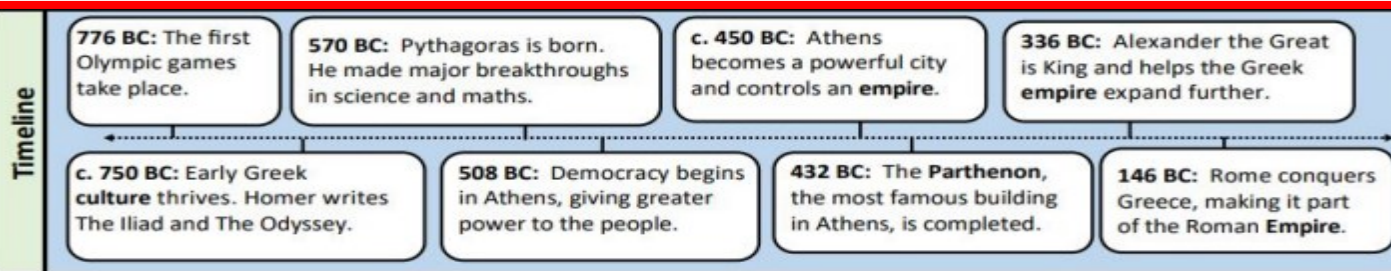 Timeline
776 BC: The first
Olympic games
take place.
570 BC: Pythagoras is born.
He made major breakthroughs
in science and maths.
c. 450 BC: Athens
becomes a powerful city
and controls an empire.
336 BC: Alexander the Great
is King and helps the Greek
empire expand further.
c. 750 BC: Early Greek
culture thrives. Homer writes
The Iliad and The Odyssey.
508 BC: Democracy begins
in Athens, giving greater
power to the people.
432 BC: The Parthenon,
the most famous building
in Athens, is completed.
146 BC: Rome conquers
Greece, making it part
of the Roman Empire.